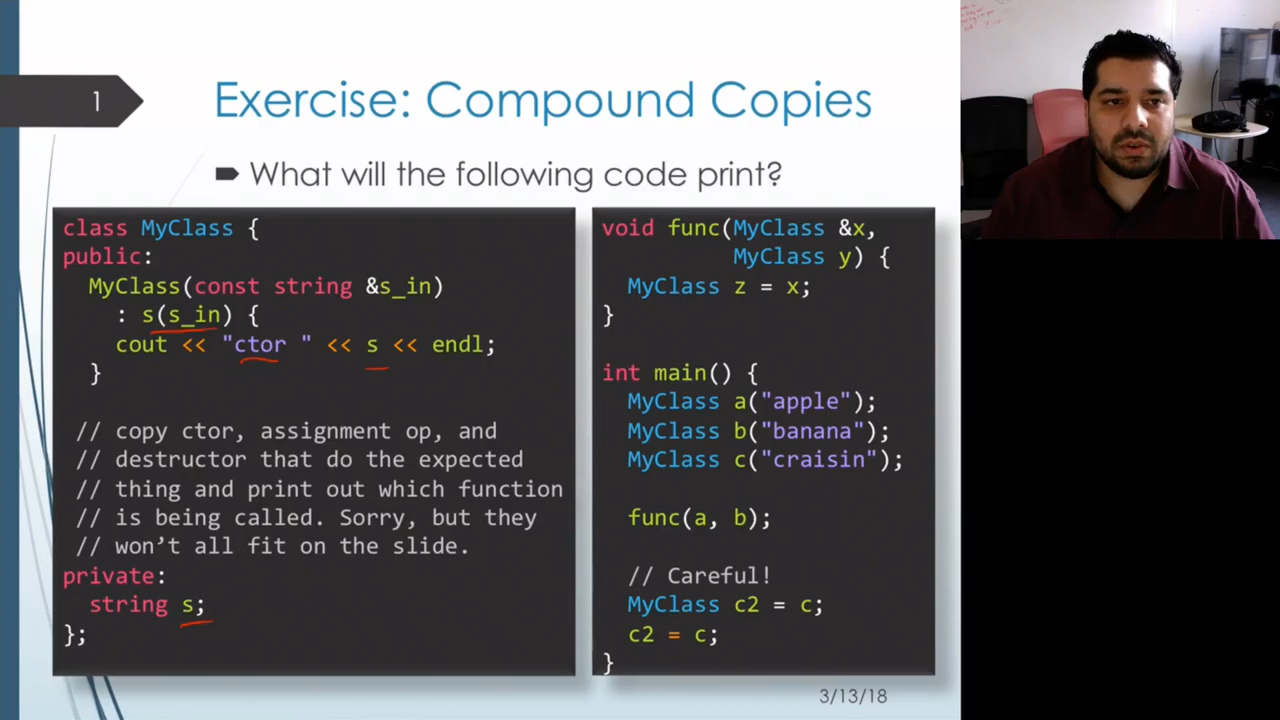 1
Exercise: Compound Copies
What will the following code print?
class MyClass {
public:
MyClass(const string &s_in)
: s(s_in) {
cout << "ctor " << s << endl;
}
// copy ctor, assignment op, and
// destructor that do the expected
// thing and print out which function
// is being called. Sorry, but they
// won't all fit on the slide.
private:
string s;
};
void func(MyClass &x,
MyClass y) {
MyClass z = x;
}
int main() {
MyClass a("apple");
MyClass b("banana");
MyClass c("craisin");
func(a, b);
// Careful!
MyClass c2 = c;
c2 = c;
}
3/13/18